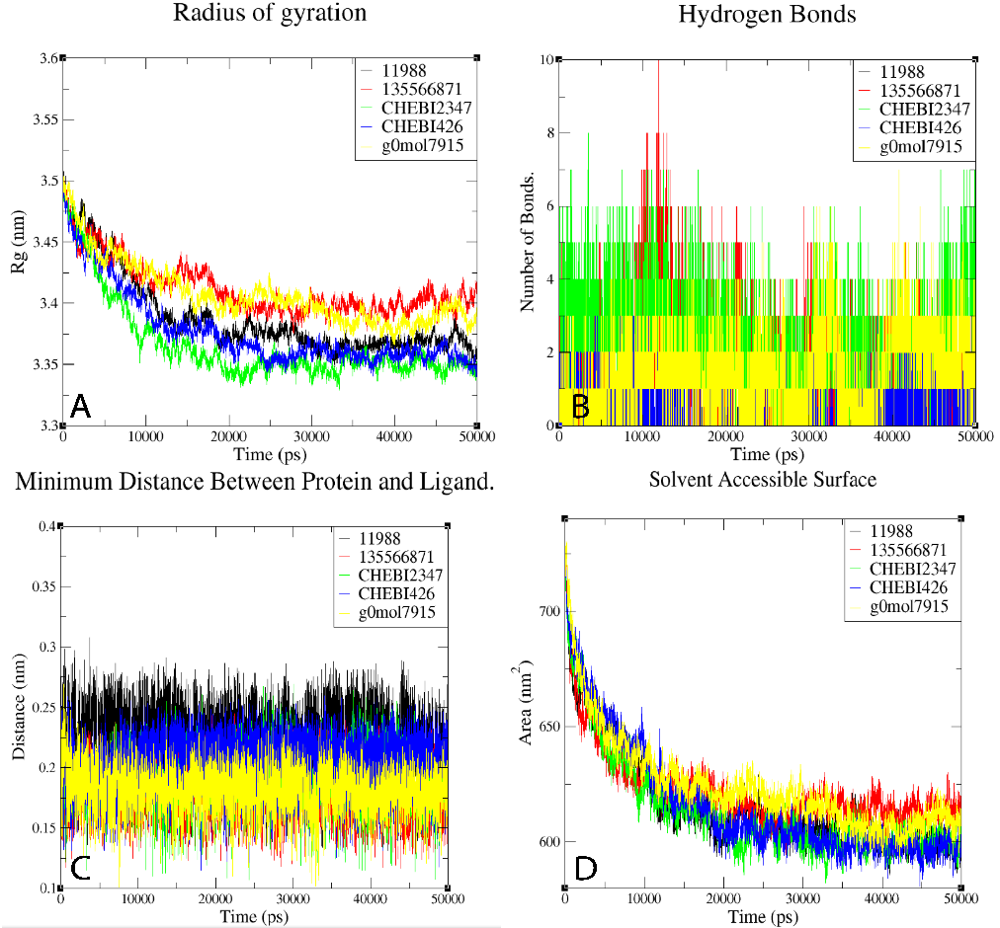 Radius of gyration
3.6
3.55
3.5
3.45
3.4
3.35
3.3
Rg (nm)
11988
135566871
CHEBI2347
CHEBI426
g0mol7915
A
0 10000 20000 30000 40000 50000
Time (ps)
Hydrogen Bonds
10
8
6
4
2
0
Number of Bonds.
11988
135566871
CHEBI2347
CHEBI426
g0mol7915
B
0 10000 20000 30000 40000 50000
Time (ps)
Minimum Distance Between Protein and Ligand.
0.4
0.35
0.3
0.25
0.2
0.15
0.1
Distance (nm)
11988
135566871
CHEBI2347
CHEBI426
g0mol7915
C
0 10000 20000 30000 40000 50000
Time (ps)
Solvent Accessible Surface
700
650
600
Area (nm²)
11988
135566871
CHEBI2347
CHEBI426
g0mol7915
D
0 10000 20000 30000 40000 50000
Time (ps)